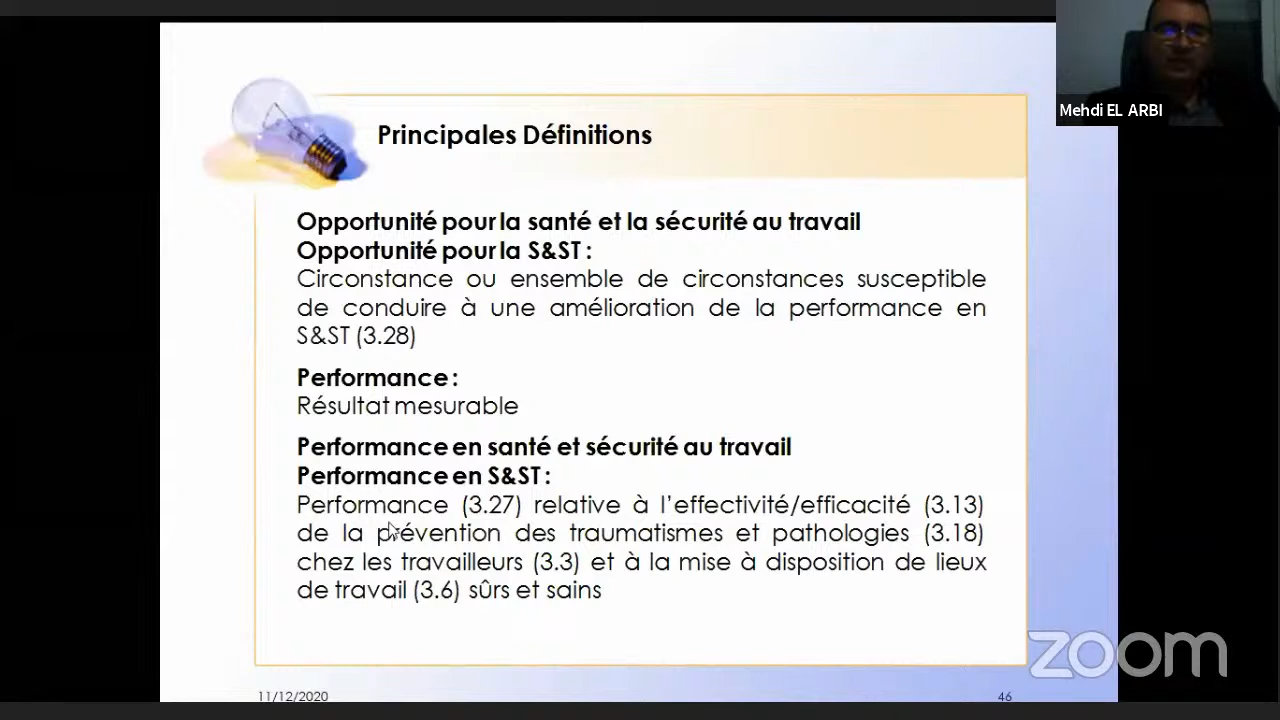 Mehdi EL ARBI
Principales Définitions
Opportunité pour la santé et la sécurité au travail
Opportunité pour la S&ST :
Circonstance ou ensemble de circonstances susceptible
de conduire à une amélioration de la performance en
S&ST (3.28)
Performance :
Résultat mesurable
Performance en santé et sécurité au travail
Performance en S&ST :
Performance (3.27) relative à l’effectivité/efficacité (3.13)
de la prévention des traumatismes et pathologies (3.18)
chez les travailleurs (3.3) et à la mise à disposition de lieux
de travail (3.6) sûrs et sains
zoom
11/12/2020
46